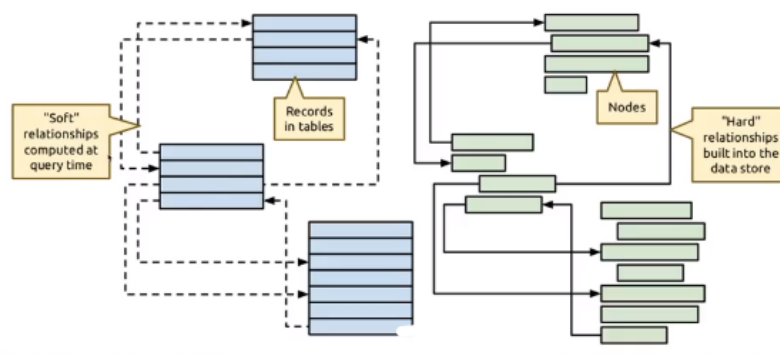 "Soft"
relationships
computed at
query time
Records
in tables
Nodes
"Hard"
relationships
built into the
data store